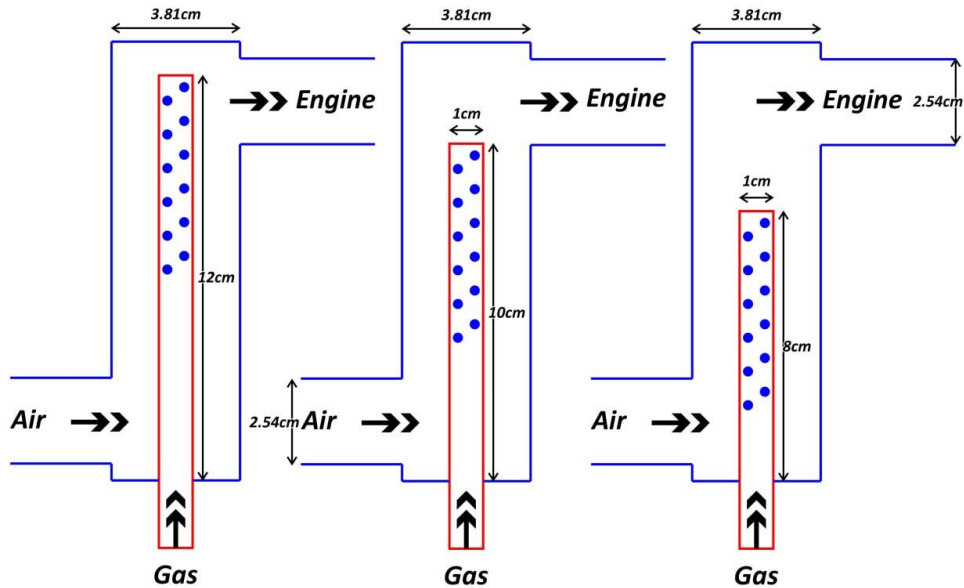 3.81cm
3.81cm
3.81cm
Engine
Engine
Engine
2.54cm
1cm
1cm
12cm
10cm
8cm
Air
2.54cm
Air
Air
Gas
Gas
Gas